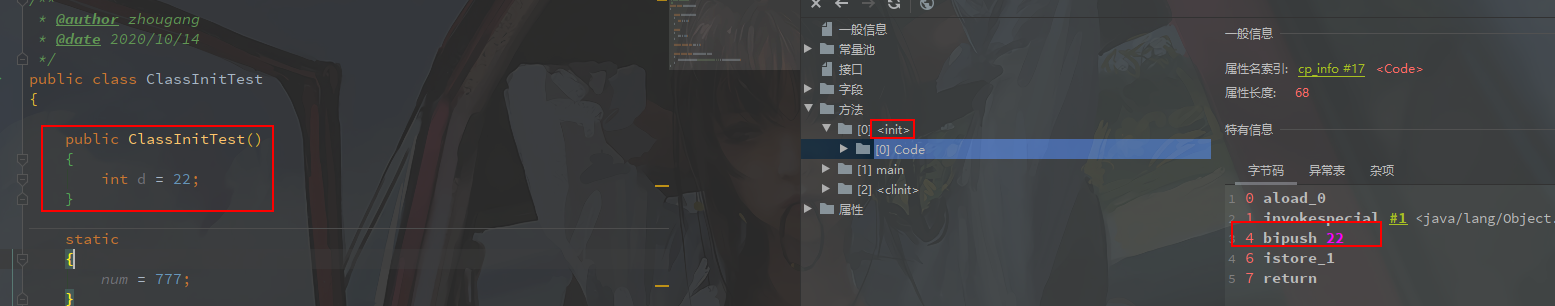 /**
* @author zhougang
* @date 2020/10/14
*/
public class ClassInitTest
{
public ClassInitTest()
{
int d = 22;
}
static
{
num = 777;
}
一般信息
常量池
接口
字段
方法
[0] <init>
[0] Code
[1] main
[2] <clinit>
属性
一般信息
属性名索引: cp_info #17 <Code>
属性长度: 68
特有信息
字节码 异常表 杂项
1 0 aload_0
2 1 invokespecial #1 <java/lang/Object.
3 4 bipush 22
4 6 istore_1
5 7 return